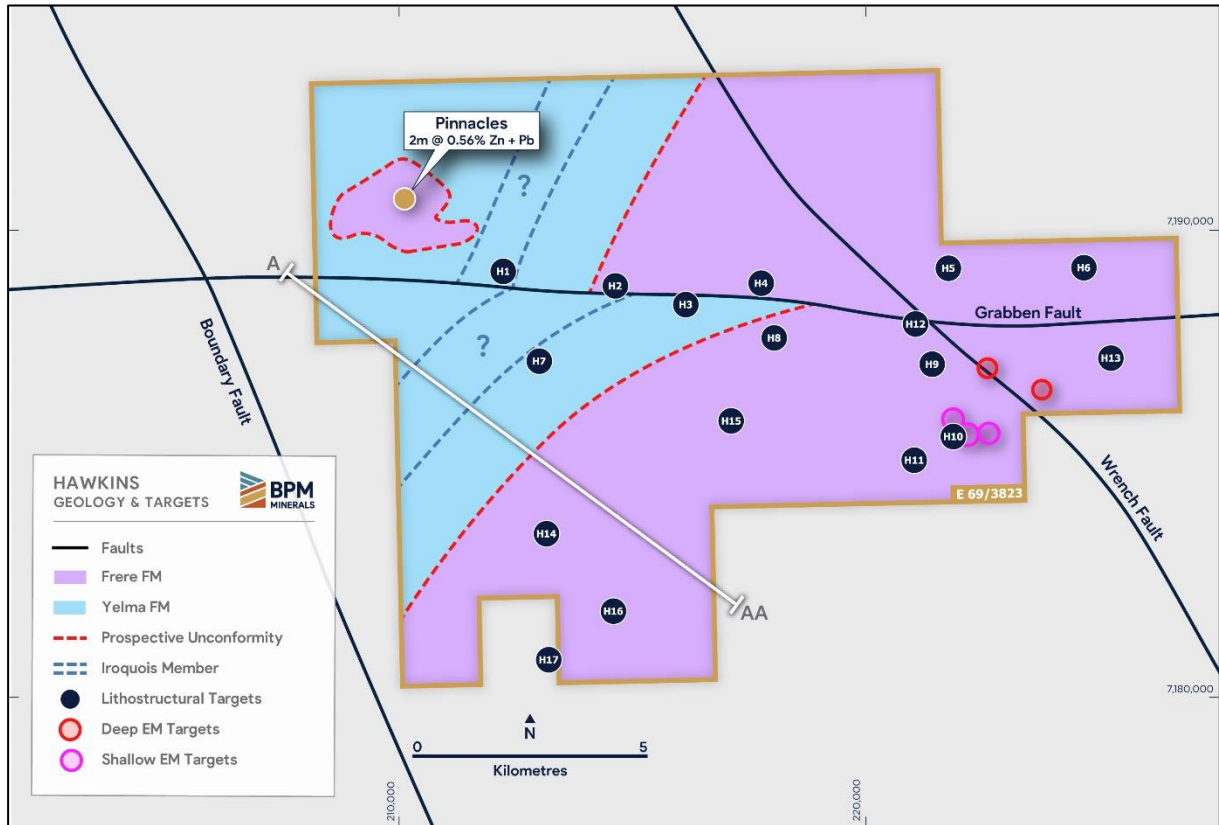 Pinnacles
2m @ 0.56% Zn + Pb
?
7,190,000
A
H1
H2
H3
H4
H5
H6
Grabben Fault
H12
Boundary Fault
?
H7
H8
H9
H13
H15
H10
H11
Wrench Fault
E 69/3823
HAWKINS
GEOLOGY & TARGETS
BPM
MINERALS
Faults
Frere FM
Yelma FM
Prospective Unconformity
Iroquois Member
Lithostructural Targets
Deep EM Targets
Shallow EM Targets
H14
H16
AA
H17
7,180,000
N
0
5
Kilometres
210,000
220,000